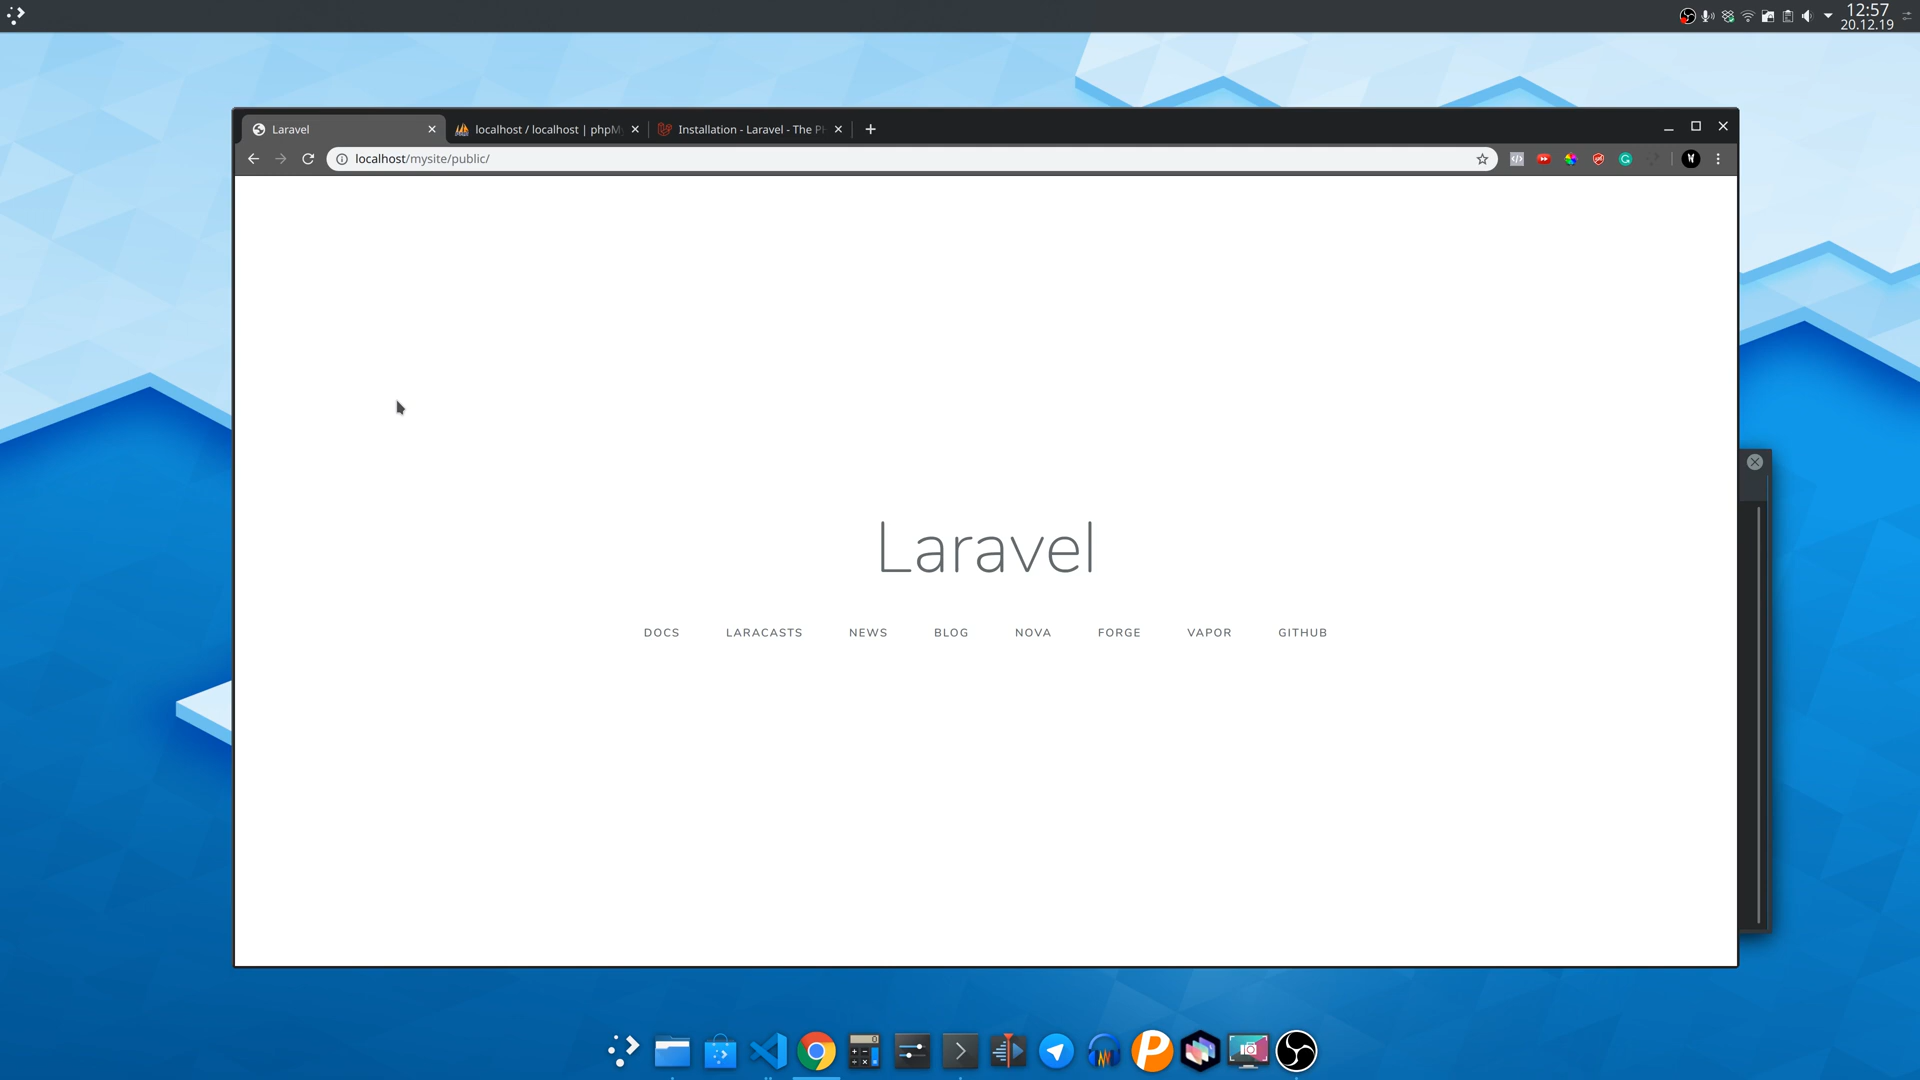 12:57
20.12.19
Laravel
localhost / localhost | phpM
Installation - Laravel - The P
localhost/mysite/public/
Laravel
DOCS LARACASTS NEWS BLOG NOVA FORGE VAPOR GITHUB